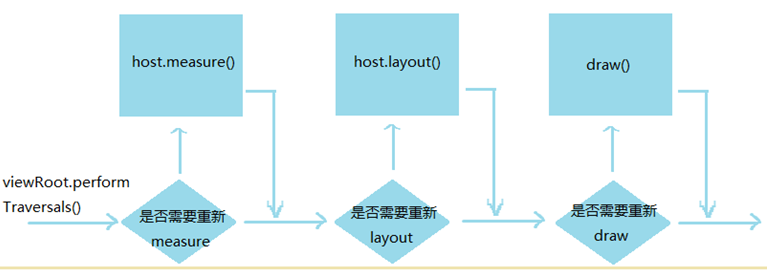 host.measure()
host.layout()
draw()
viewRoot.perform
Traversals()
是否需要重新
measure
是否需要重新
layout
是否需要重新
draw